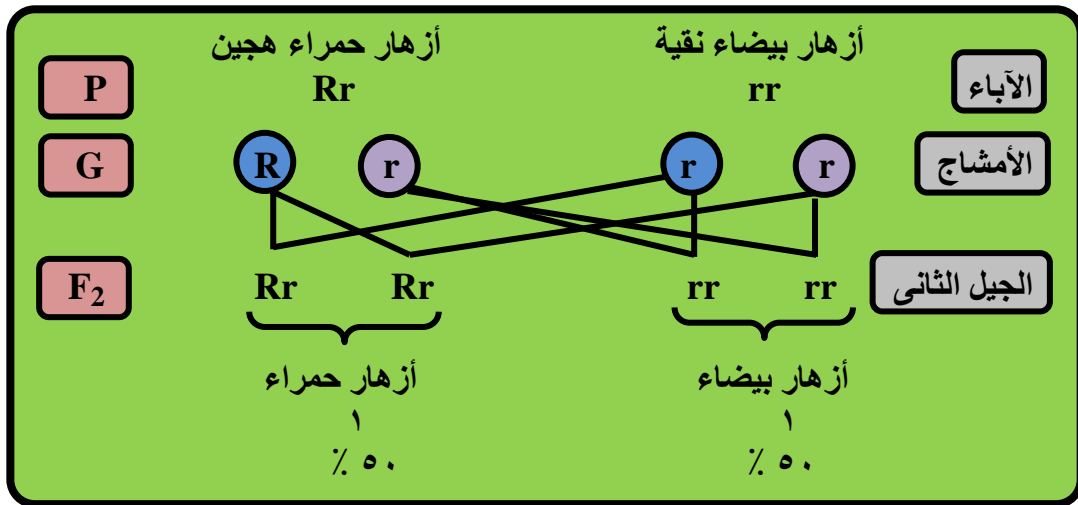 أزهار حمراء هجين أزهار بيضاء نقية
P Rr rr الآباء
G R r r r الأمشاج
F₂ Rr Rr rr rr الجيل الثانى
أزهار حمراء أزهار بيضاء
١ ١
٥٠ ٪ ٥٠ ٪